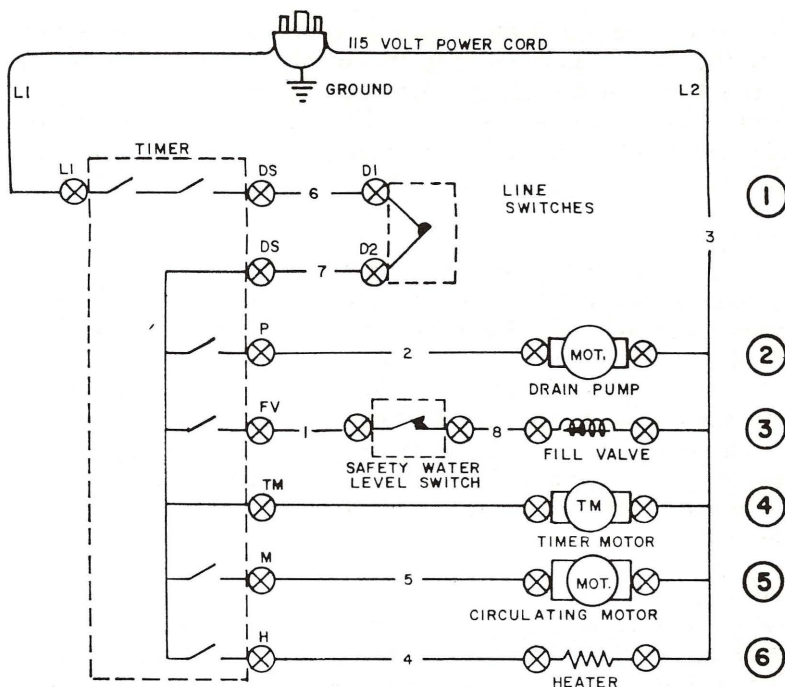 115 VOLT POWER CORD
L1
GROUND
L2
TIMER
L1
DS
6
D1
LINE
SWITCHES
1
3
DS
7
D2
P
2
MOT.
DRAIN PUMP
2
FV
1
8
SAFETY WATER
LEVEL SWITCH
FILL VALVE
3
TM
TM
TIMER MOTOR
4
M
5
MOT.
CIRCULATING MOTOR
5
H
4
HEATER
6